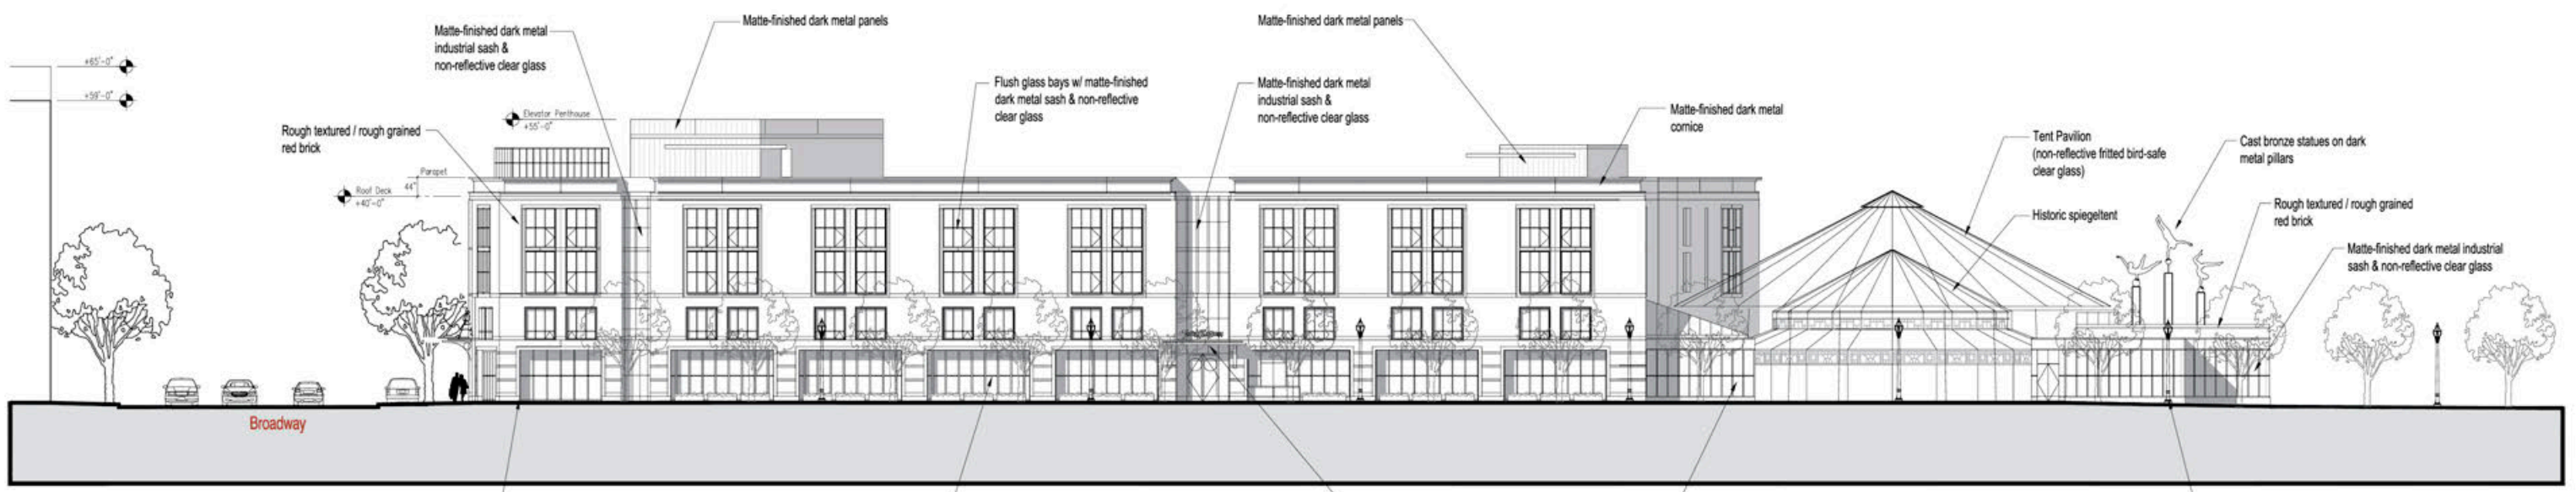 +65'-0"
+59'-0"
Matte-finished dark metal
industrial sash &
non-reflective clear glass
Matte-finished dark metal panels
Matte-finished dark metal panels
Flush glass bays w/ matte-finished
dark metal sash & non-reflective
clear glass
Matte-finished dark metal
industrial sash &
non-reflective clear glass
Matte-finished dark metal
cornice
Rough textured / rough grained
red brick
Elevator Penthouse
+55'-0"
Parapet
44"
Roof Deck
+40'-0"
Tent Pavilion
(non-reflective fritted bird-safe
clear glass)
Historic spiegeltent
Cast bronze statues on dark
metal pillars
Rough textured / rough grained
red brick
Matte-finished dark metal industrial
sash & non-reflective clear glass
Broadway